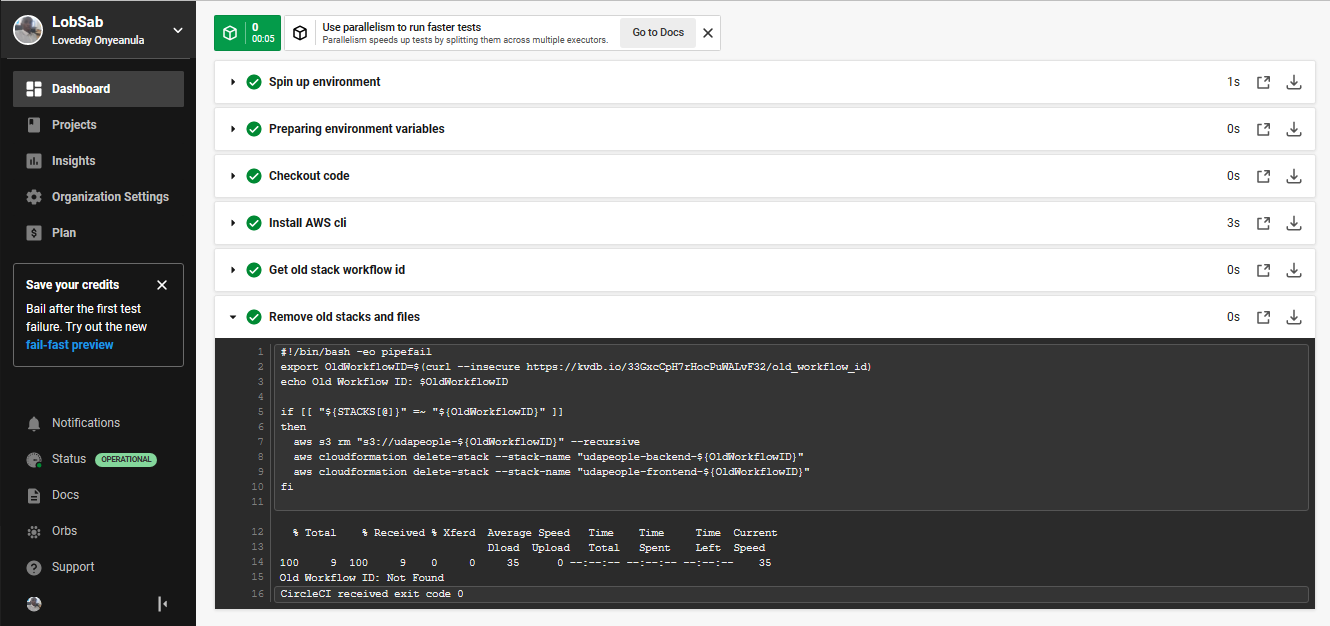 LobSab
Loveday Onyeanula
Dashboard
Projects
Insights
Organization Settings
Plan
Save your credits
Bail after the first test
failure. Try out the new
fail-fast preview
Notifications
Status OPERATIONAL
Docs
Orbs
Support
0
00:05
Use parallelism to run faster tests
Parallelism speeds up tests by splitting them across multiple executors.
Go to Docs
Spin up environment 1s
Preparing environment variables 0s
Checkout code 0s
Install AWS cli 3s
Get old stack workflow id 0s
Remove old stacks and files 0s
1 #!/bin/bash -eo pipefail
2 export OldWorkflowID=$(curl --insecure https://kvdb.io/33GxcCpH7rHocPuWALvF32/old_workflow_id)
3 echo Old Workflow ID: $OldWorkflowID
4
5 if [[ "${STACKS[@]}" =~ "${OldWorkflowID}" ]]
6 then
7 aws s3 rm "s3://udapeople-${OldWorkflowID}" --recursive
8 aws cloudformation delete-stack --stack-name "udapeople-backend-${OldWorkflowID}"
9 aws cloudformation delete-stack --stack-name "udapeople-frontend-${OldWorkflowID}"
10 fi
11
12 % Total % Received % Xferd Average Speed Time Time Time Current
13 Dload Upload Total Spent Left Speed
14 100 9 100 9 0 0 35 0 --:--:-- --:--:-- --:--:-- 35
15 Old Workflow ID: Not Found
16 CircleCI received exit code 0